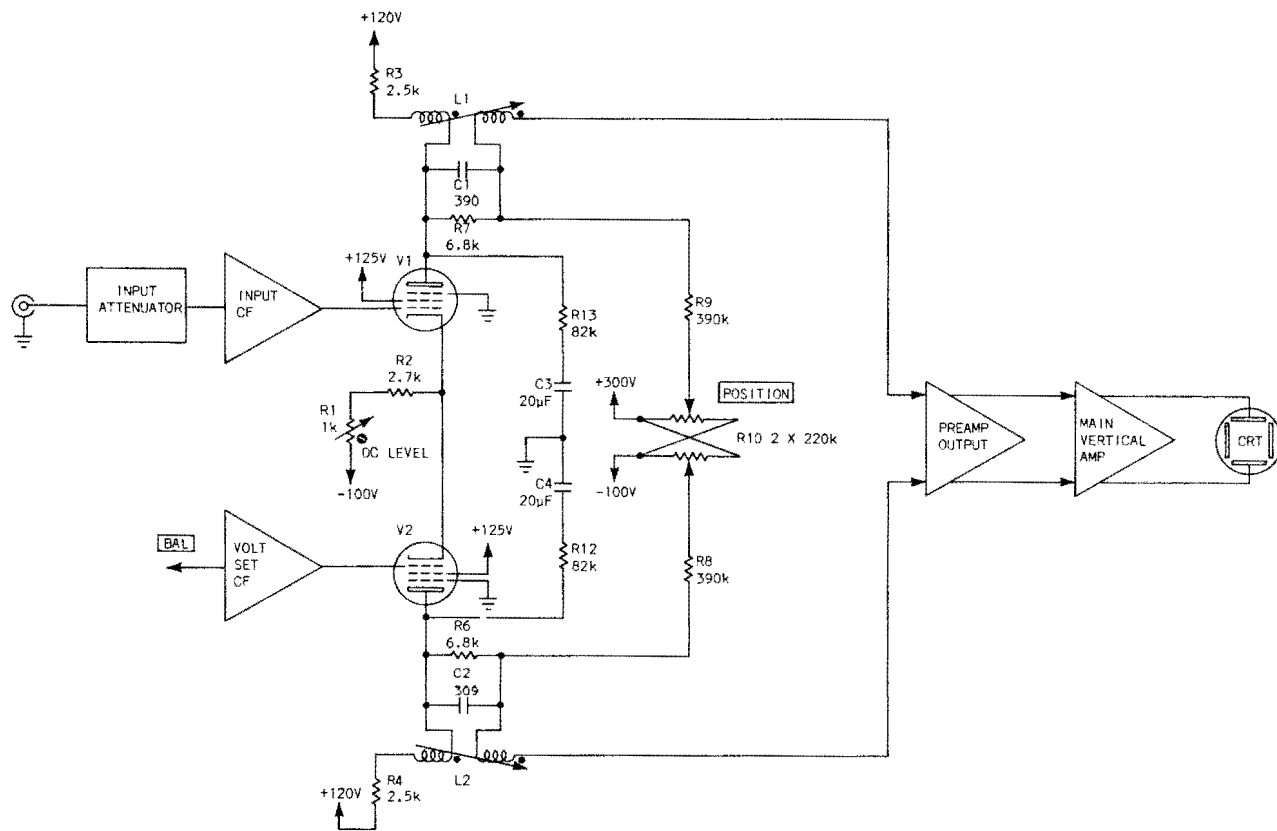 +120V
R3
2.5k
L1
C1
390
R7
6.8k
+125V
V1
INPUT
ATTENUATOR
INPUT
CF
R13
82k
R9
390k
R2
2.7k
C3
20µF
+300V
POSITION
R1
1k
DC LEVEL
-100V
R10 2 X 220k
-100V
C4
20µF
PREAMP
OUTPUT
MAIN
VERTICAL
AMP
CRT
V2
+125V
BAL
VOLT
SET
CF
R12
82k
R8
390k
R6
6.8k
C2
309
L2
R4
2.5k
+120V